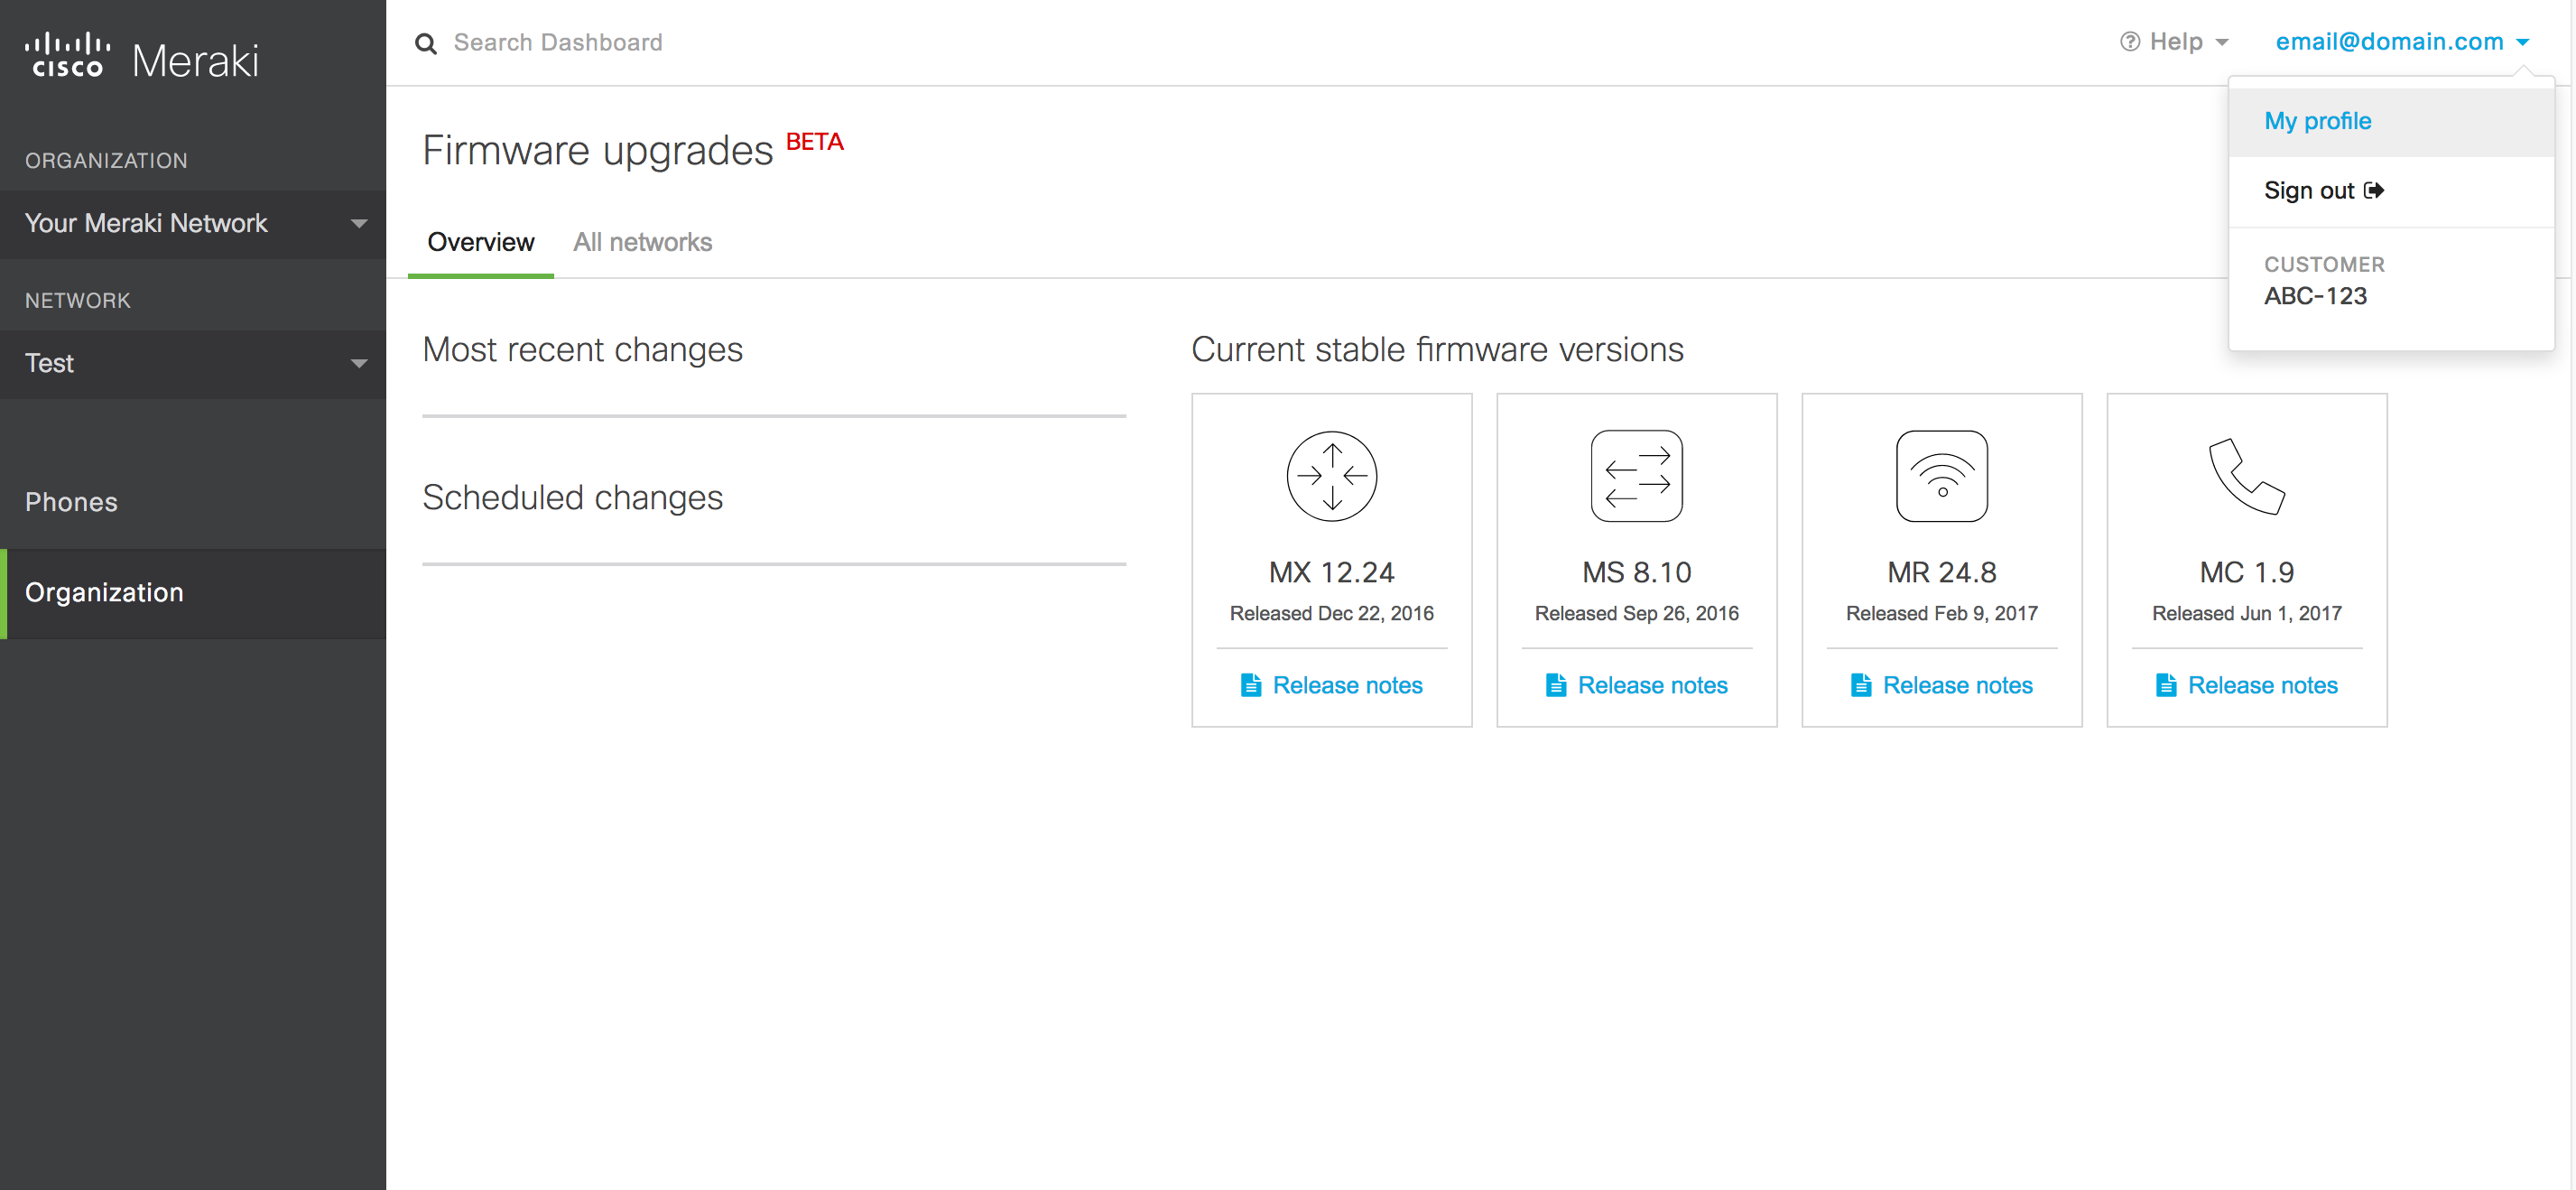 cisco Meraki
ORGANIZATION
Your Meraki Network
NETWORK
Test
Phones
Organization
Search Dashboard
Help
email@domain.com
My profile
Sign out
CUSTOMER
ABC-123
Firmware upgrades BETA
Overview
All networks
Most recent changes
Scheduled changes
Current stable firmware versions
MX 12.24
Released Dec 22, 2016
Release notes
MS 8.10
Released Sep 26, 2016
Release notes
MR 24.8
Released Feb 9, 2017
Release notes
MC 1.9
Released Jun 1, 2017
Release notes